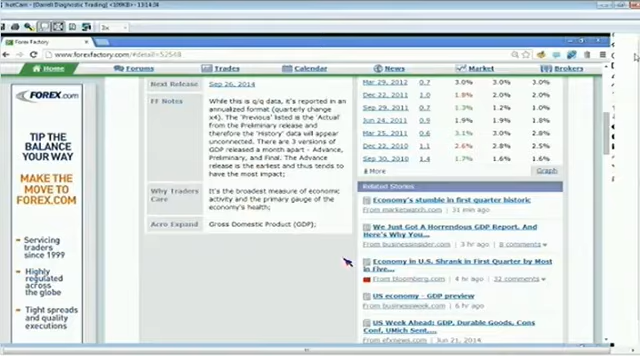 Forex Factory
www.forexfactory.com/#detail=52548
Home
Forums
Trades
Calendar
News
Market
Brokers
FOREX.com
TIP THE
BALANCE
YOUR WAY
MAKE THE
MOVE TO
FOREX.COM
Servicing
traders
since 1999
Highly
regulated
across
the globe
Tight spreads
and quality
executions
Next Release
Sep 26, 2014
FF Notes
While this is q/q data, it's reported in an
annualized format (quarterly change
x4). The 'Previous' listed is the 'Actual'
from the Preliminary release and
therefore the 'History' data will appear
unconnected. There are 3 versions of
GDP released a month apart - Advance,
Preliminary, and Final. The Advance
release is the earliest and thus tends to
have the most impact;
Why Traders
Care
It's the broadest measure of economic
activity and the primary gauge of the
economy's health;
Acro Expand
Gross Domestic Product (GDP);
Mar 29, 2012 0.7 3.0% 3.0% 3.0%
Dec 22, 2011 1.0 1.8% 2.0% 2.0%
Sep 29, 2011 1.3% 1.2% 1.0%
Jun 24, 2011 0.9 1.9% 1.9% 1.8%
Mar 25, 2011 0.6 3.1% 3.0% 2.8%
Dec 22, 2010 1.1 2.6% 2.8% 2.5%
Sep 30, 2010 1.4 1.7% 1.6% 1.6%
More
Graph
Related Stories
Economy's stumble in first quarter historic
From marketwatch.com | 31 min ago
We Just Got A Horrendous GDP Report, And
Here's Why You...
From businessinsider.com | 3 hr ago | 8 comments
Economy in U.S. Shrank in First Quarter by Most
in Five...
From bloomberg.com | 4 hr ago | 32 comments
US economy - GDP preview
From businessweek.com | 6 hr ago
US Week Ahead: GDP, Durable Goods, Cons
Conf, UMich Sent...
From efxnews.com | Jun 21, 2014